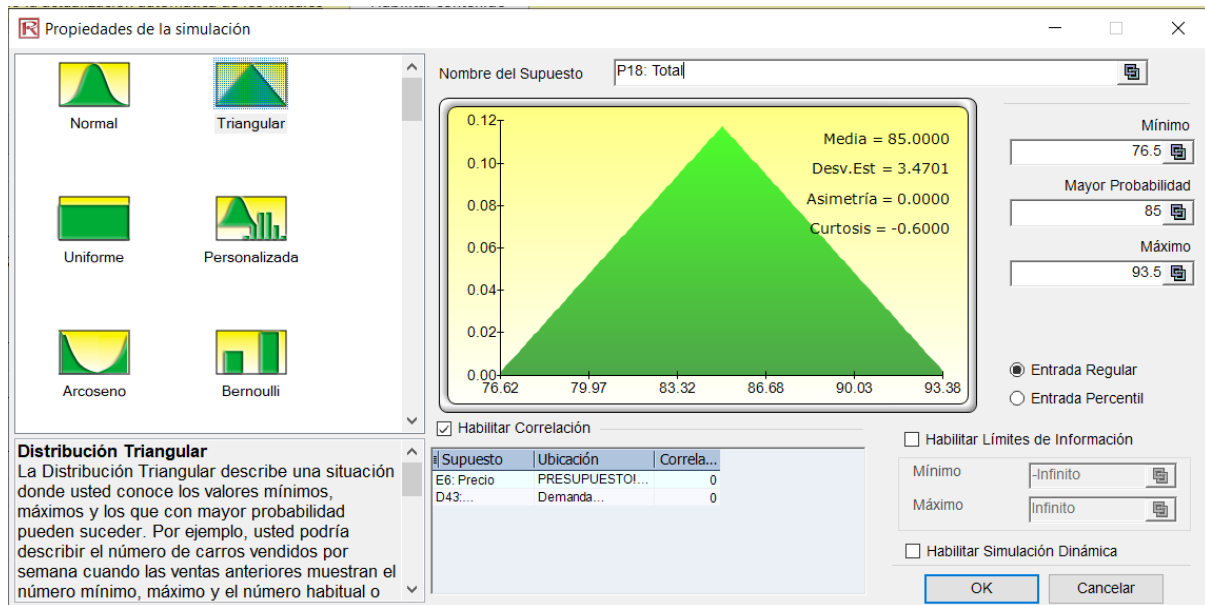 Propiedades de la simulación
Normal
Triangular
Uniforme
Personalizada
Arcoseno
Bernoulli
Distribución Triangular
La Distribución Triangular describe una situación
donde usted conoce los valores mínimos,
máximos y los que con mayor probabilidad
pueden suceder. Por ejemplo, usted podría
describir el número de carros vendidos por
semana cuando las ventas anteriores muestran el
número mínimo, máximo y el número habitual o
Nombre del Supuesto
P18: Total
0.12
0.10
0.08
0.06
0.04
0.02
0.00
76.62 79.97 83.32 86.68 90.03 93.38
Media = 85.0000
Desv.Est = 3.4701
Asimetría = 0.0000
Curtosis = -0.6000
Habilitar Correlación
Supuesto Ubicación Correla...
E6: Precio PRESUPUESTO!... 0
D43:... Demanda... 0
Mínimo
76.5
Mayor Probabilidad
85
Máximo
93.5
Entrada Regular
Entrada Percentil
Habilitar Límites de Información
Mínimo -Infinito
Máximo Infinito
Habilitar Simulación Dinámica
OK Cancelar